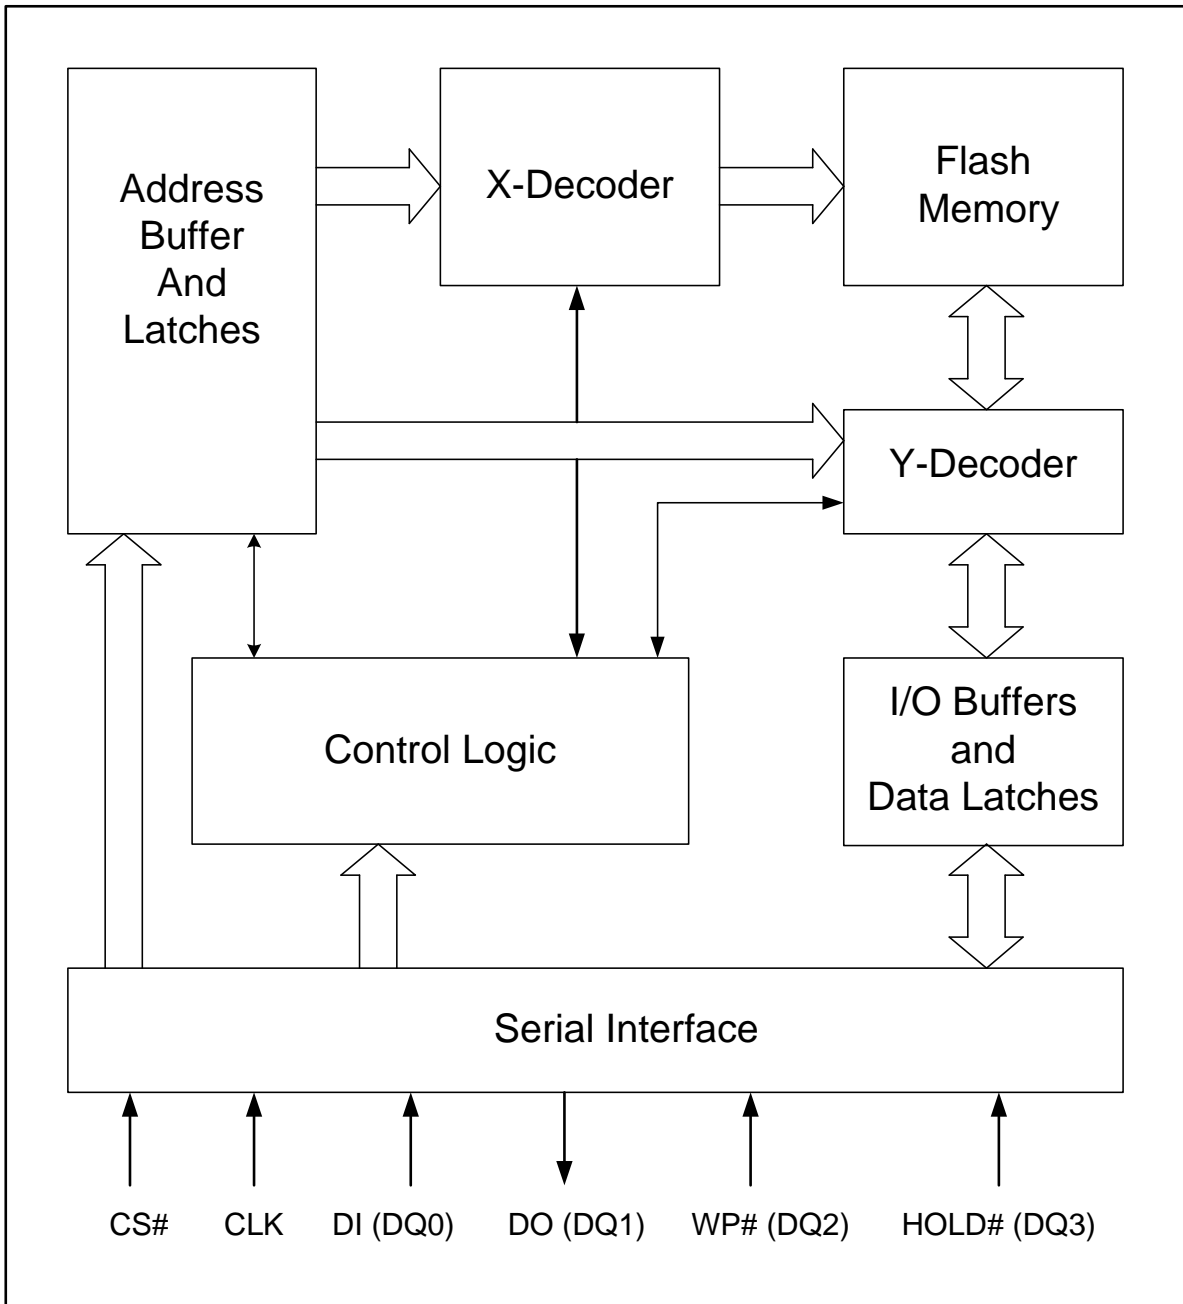 Address
Buffer
And
Latches
X-Decoder
Flash
Memory
Y-Decoder
Control Logic
I/O Buffers
and
Data Latches
Serial Interface
CS# CLK DI (DQ0) DO (DQ1) WP# (DQ2) HOLD# (DQ3)